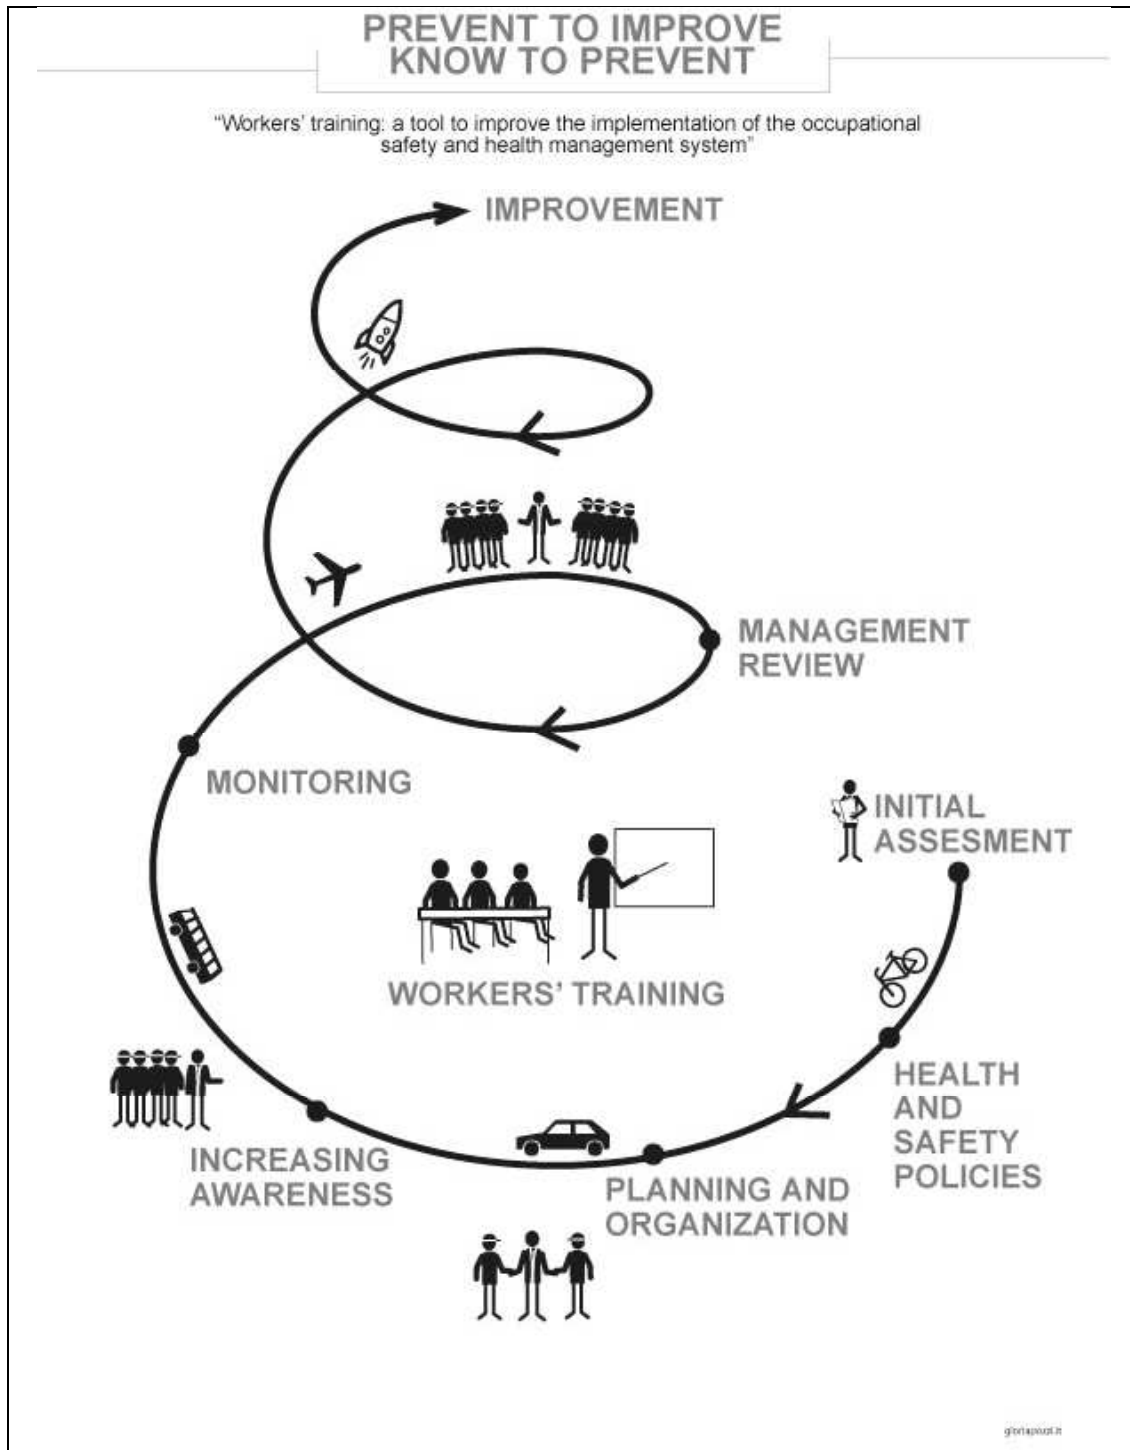 PREVENT TO IMPROVE
KNOW TO PREVENT
“Workers’ training: a tool to improve the implementation of the occupational
safety and health management system”
IMPROVEMENT
MANAGEMENT
REVIEW
MONITORING
INITIAL
ASSESMENT
WORKERS’ TRAINING
HEALTH
AND
SAFETY
POLICIES
INCREASING
AWARENESS
PLANNING AND
ORGANIZATION